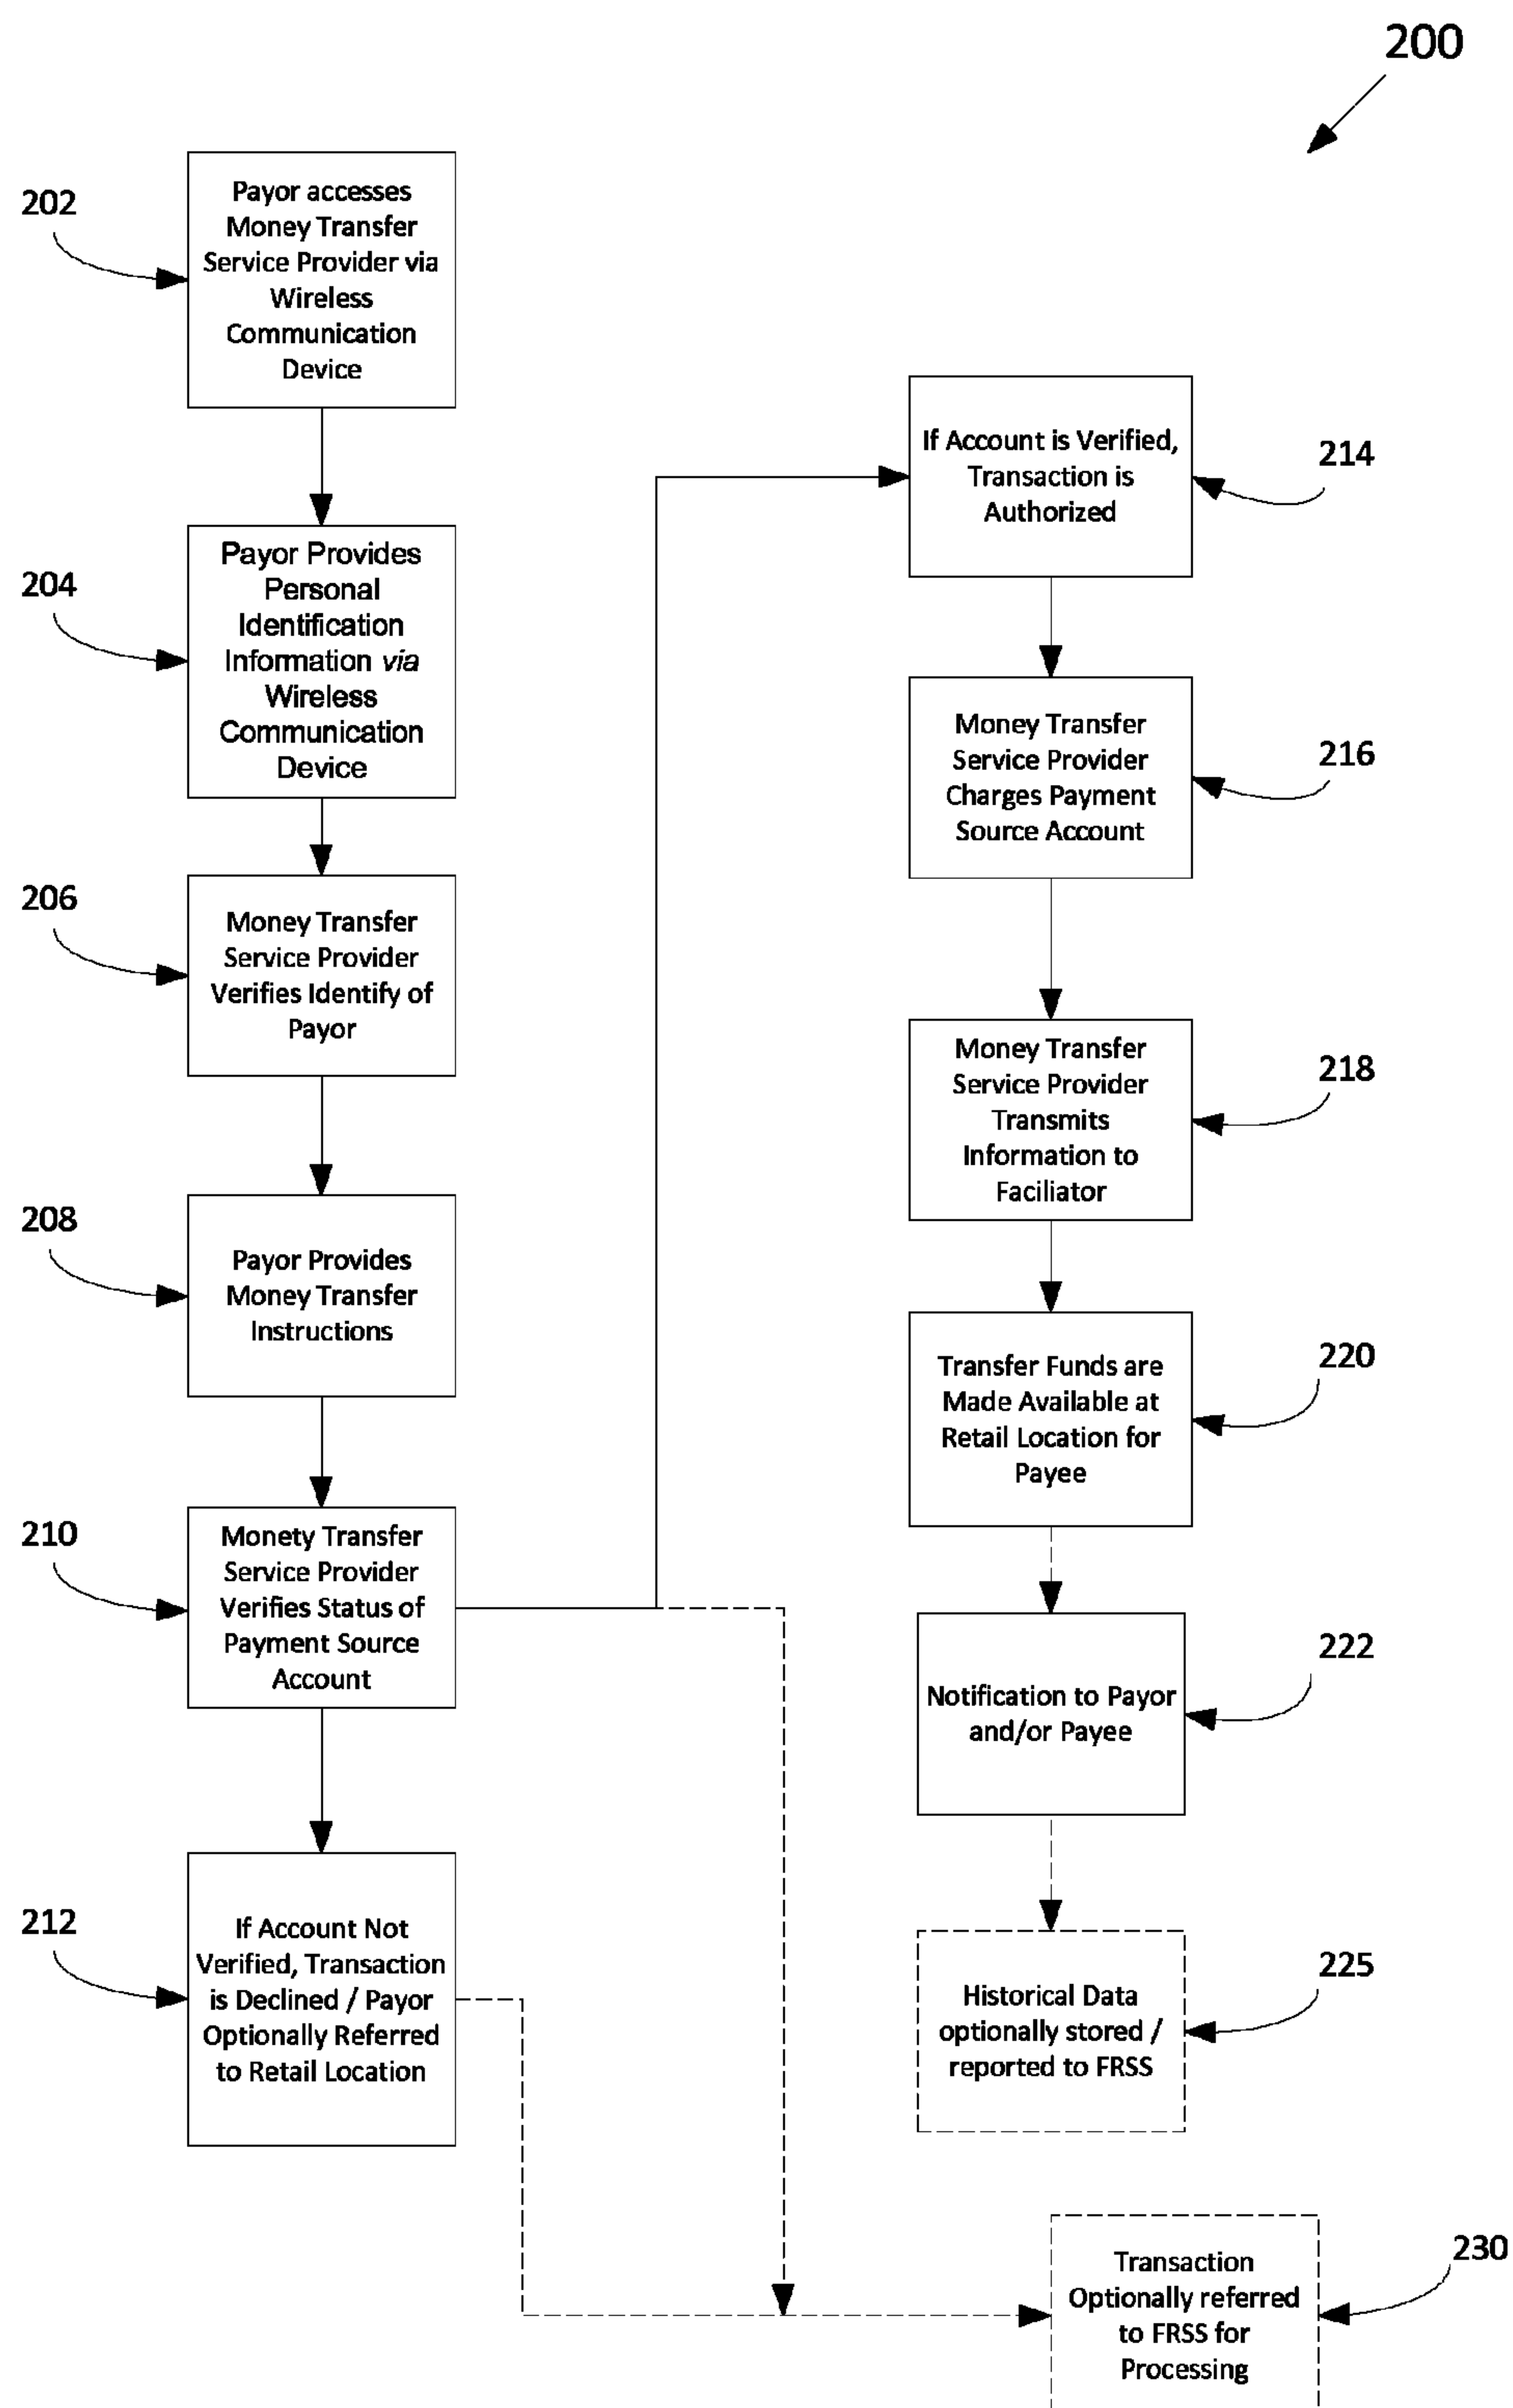 200
202
Payor accesses
Money Transfer
Service Provider via
Wireless
Communication
Device
204
Payor Provides
Personal
Identification
Information via
Wireless
Communication
Device
206
Money Transfer
Service Provider
Verifies Identify of
Payor
208
Payor Provides
Money Transfer
Instructions
210
Monety Transfer
Service Provider
Verifies Status of
Payment Source
Account
212
If Account Not
Verified, Transaction
is Declined / Payor
Optionally Referred
to Retail Location
If Account is Verified,
Transaction is
Authorized
214
Money Transfer
Service Provider
Charges Payment
Source Account
216
Money Transfer
Service Provider
Transmits
Information to
Faciliator
218
Transfer Funds are
Made Available at
Retail Location for
Payee
220
Notification to Payor
and/or Payee
222
Historical Data
optionally stored /
reported to FRSS
225
Transaction
Optionally referred
to FRSS for
Processing
230